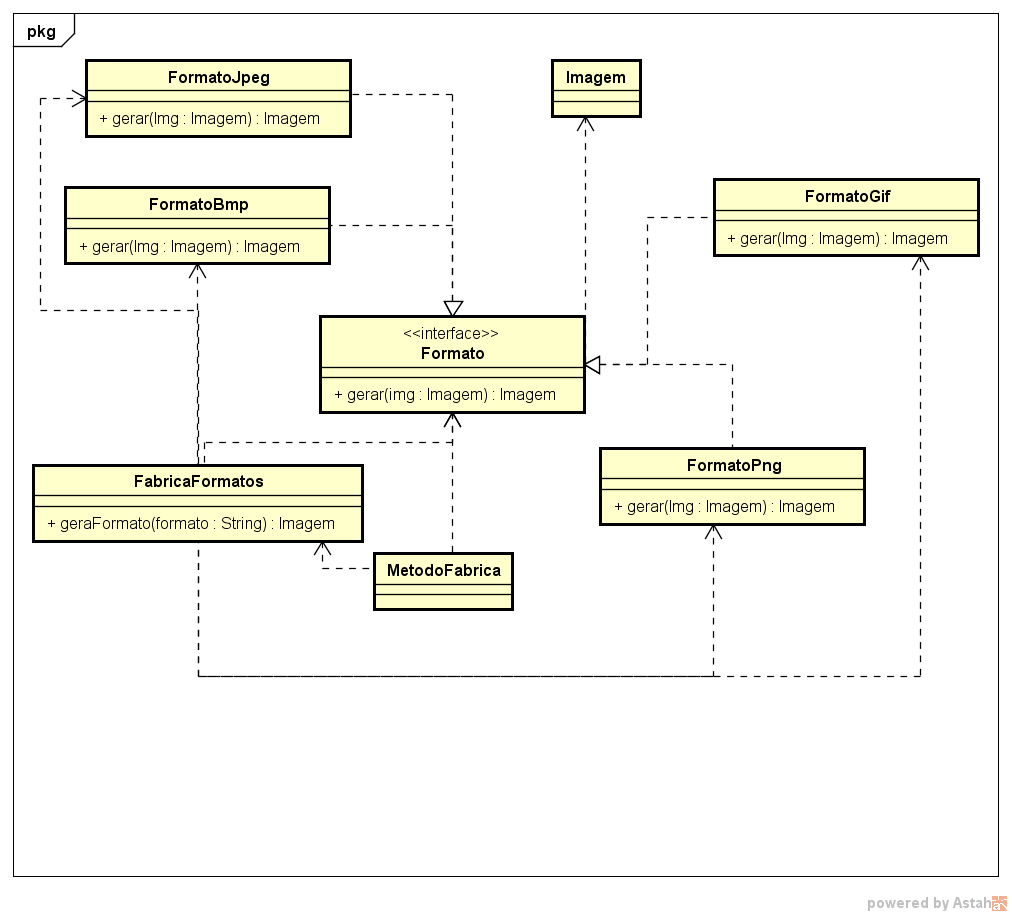 pkg
FormatoJpeg
+ gerar(Img : Imagem) : Imagem
Imagem
FormatoBmp
+ gerar(Img : Imagem) : Imagem
FormatoGif
+ gerar(Img : Imagem) : Imagem
<<interface>>
Formato
+ gerar(img : Imagem) : Imagem
FabricaFormatos
+ geraFormato(formato : String) : Imagem
FormatoPng
+ gerar(Img : Imagem) : Imagem
MetodoFabrica
powered by Astah